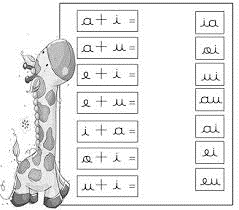 a + i = ia
a + u = oi
e + i = ui
e + u = au
i + a = ai
o + i = ei
u + i = eu